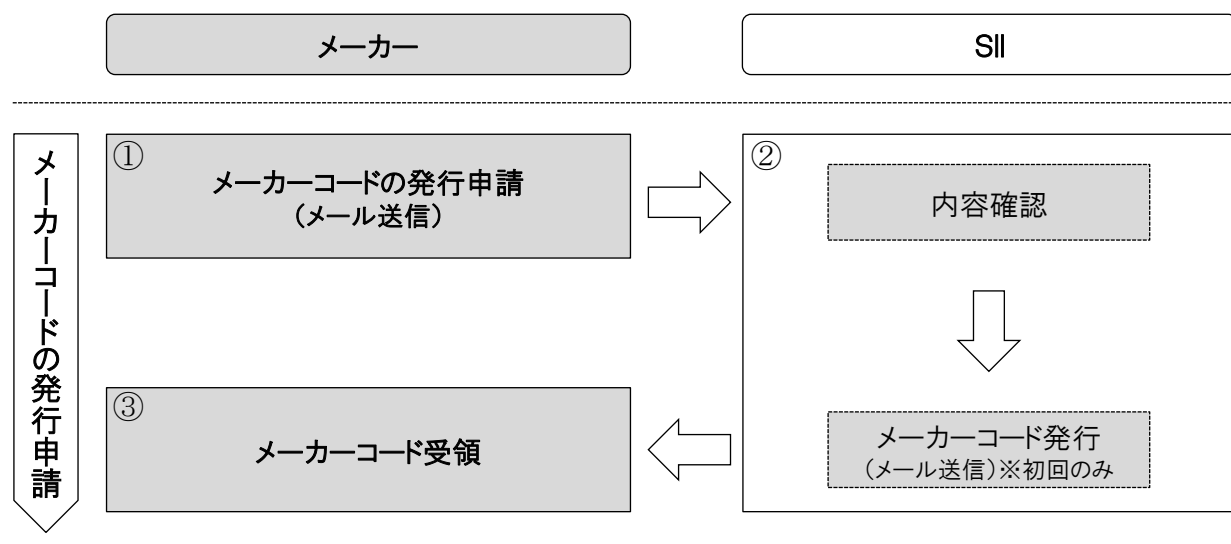 メーカー
SII
メーカーコードの発行申請
①
メーカーコードの発行申請
(メール送信)
②
内容確認
メーカーコード発行
(メール送信)※初回のみ
③
メーカーコード受領